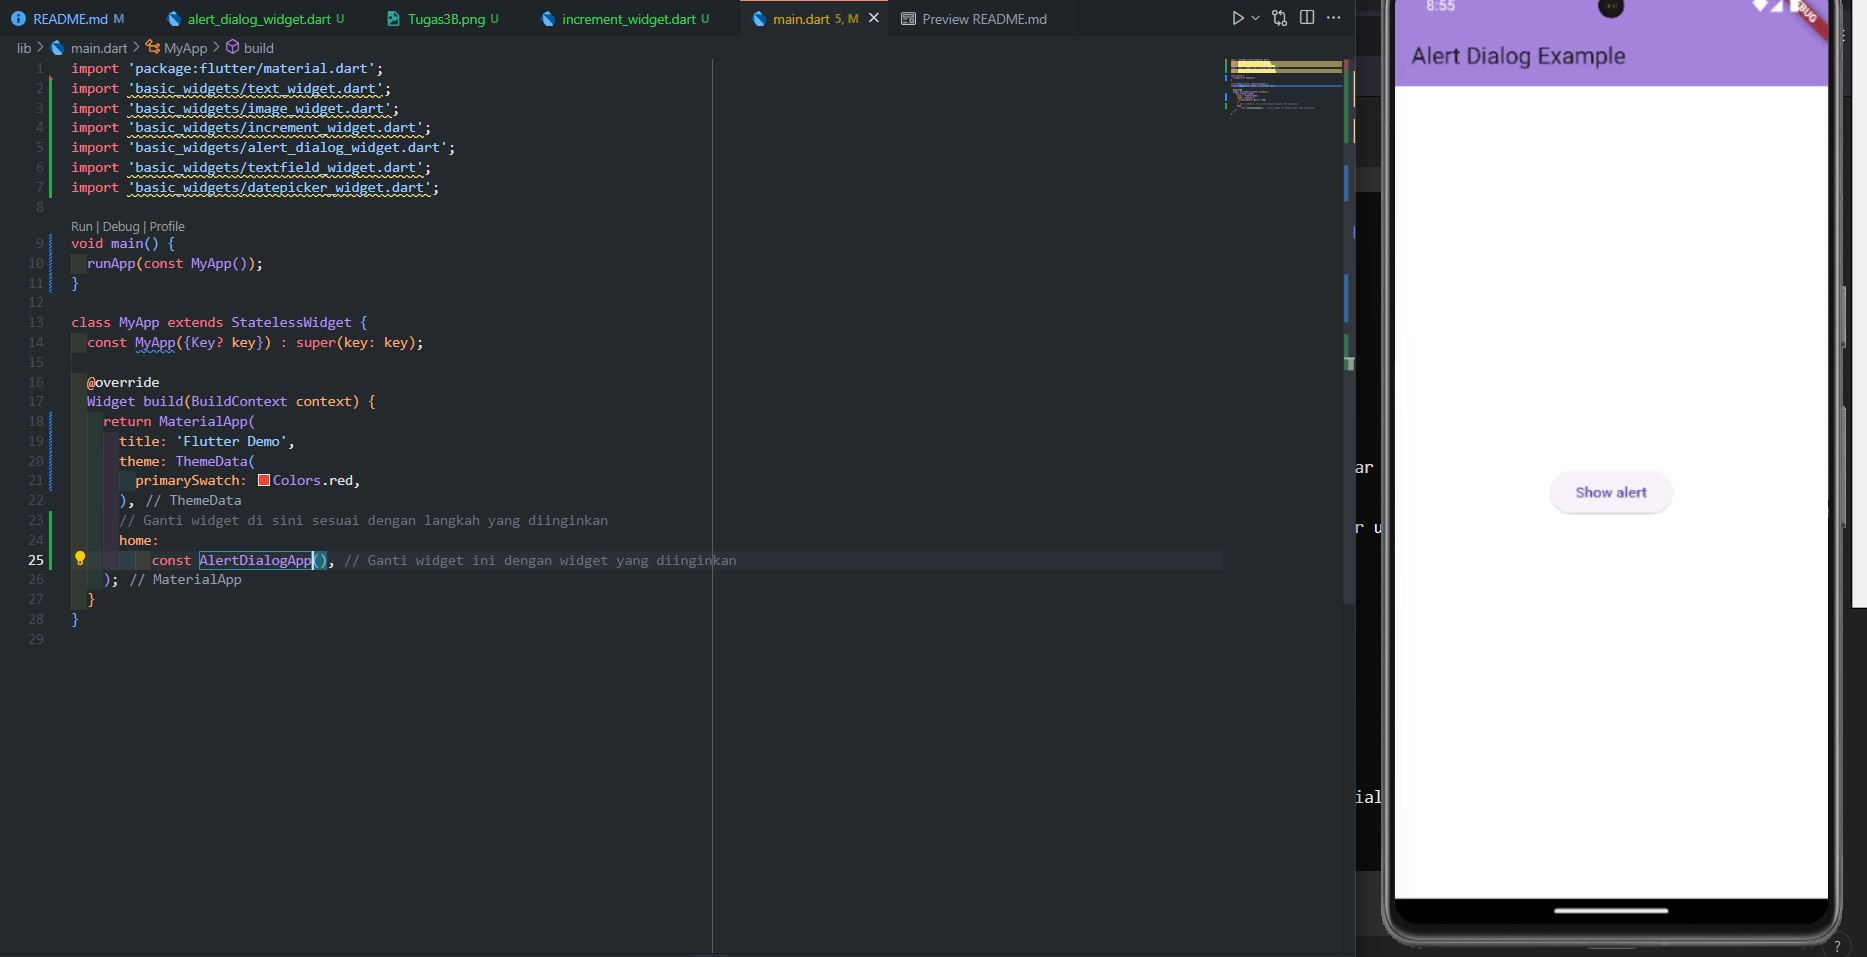 README.md M
alert_dialog_widget.dart U
Tugas3B.png U
increment_widget.dart U
main.dart 5, M
Preview README.md
lib > main.dart > MyApp > build
1 import 'package:flutter/material.dart';
2 import 'basic_widgets/text_widget.dart';
3 import 'basic_widgets/image_widget.dart';
4 import 'basic_widgets/increment_widget.dart';
5 import 'basic_widgets/alert_dialog_widget.dart';
6 import 'basic_widgets/textfield_widget.dart';
7 import 'basic_widgets/datepicker_widget.dart';
8
Run | Debug | Profile
9 void main() {
10 runApp(const MyApp());
11 }
12
13 class MyApp extends StatelessWidget {
14 const MyApp({Key? key}) : super(key: key);
15
16 @override
17 Widget build(BuildContext context) {
18 return MaterialApp(
19 title: 'Flutter Demo',
20 theme: ThemeData(
21 primarySwatch: Colors.red,
22 ), // ThemeData
23 // Ganti widget di sini sesuai dengan langkah yang diinginkan
24 home:
25 const AlertDialogApp(), // Ganti widget ini dengan widget yang diinginkan
26 ); // MaterialApp
27 }
28 }
29
ar
r u
ial
8:55
Alert Dialog Example
Show alert
?